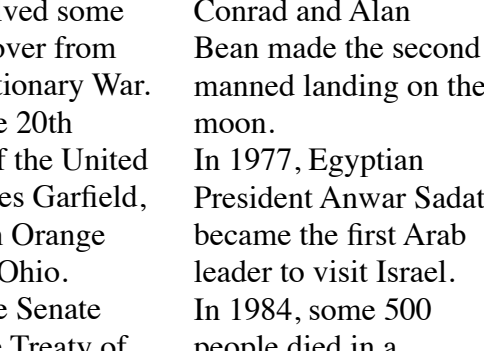 ved some
over from
tionary War.
e 20th
f the United
es Garfield,
Orange
Ohio.
e Senate
Treaty of
Conrad and Alan
Bean made the second
manned landing on the
moon.
In 1977, Egyptian
President Anwar Sadat
became the first Arab
leader to visit Israel.
In 1984, some 500
people died in a